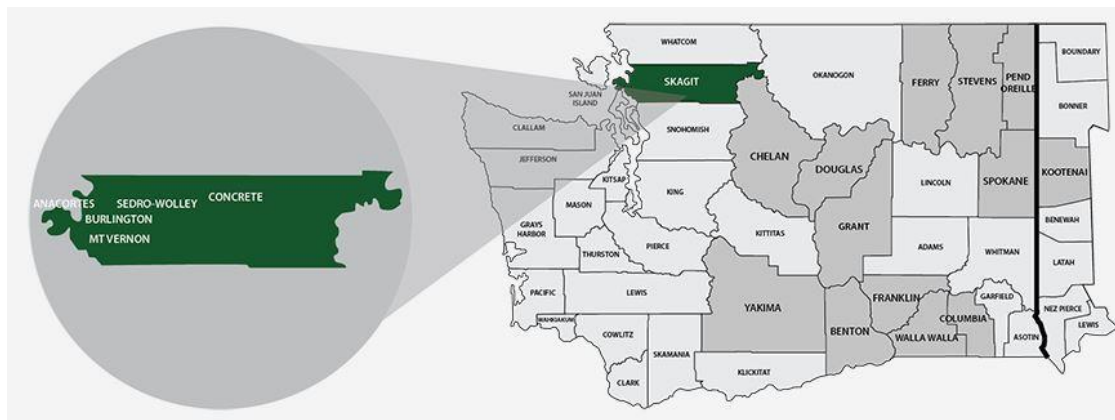 ANACORTES
SEDRO-WOLLEY
CONCRETE
BURLINGTON
MT VERNON
WHATCOM
SKAGIT
SAN JUAN
ISLAND
OKANOGON
FERRY
STEVENS
PEND
OREILLE
BOUNDARY
BONNER
CLALLAM
SNOHOMISH
JEFFERSON
CHELAN
DOUGLAS
KITSAP
KING
LINCOLN
SPOKANE
KOOTENAI
MASON
GRAYS
HARBOR
GRANT
KITTITAS
PIERCE
THURSTON
ADAMS
WHITMAN
BENEWAH
LATAH
PACIFIC
LEWIS
YAKIMA
FRANKLIN
GARFIELD
COLUMBIA
NEZ PIERCE
LEWIS
WAHKIAKUM
COWLITZ
BENTON
WALLA WALLA
ASOTIN
SKAMANIA
KLICKITAT
CLARK